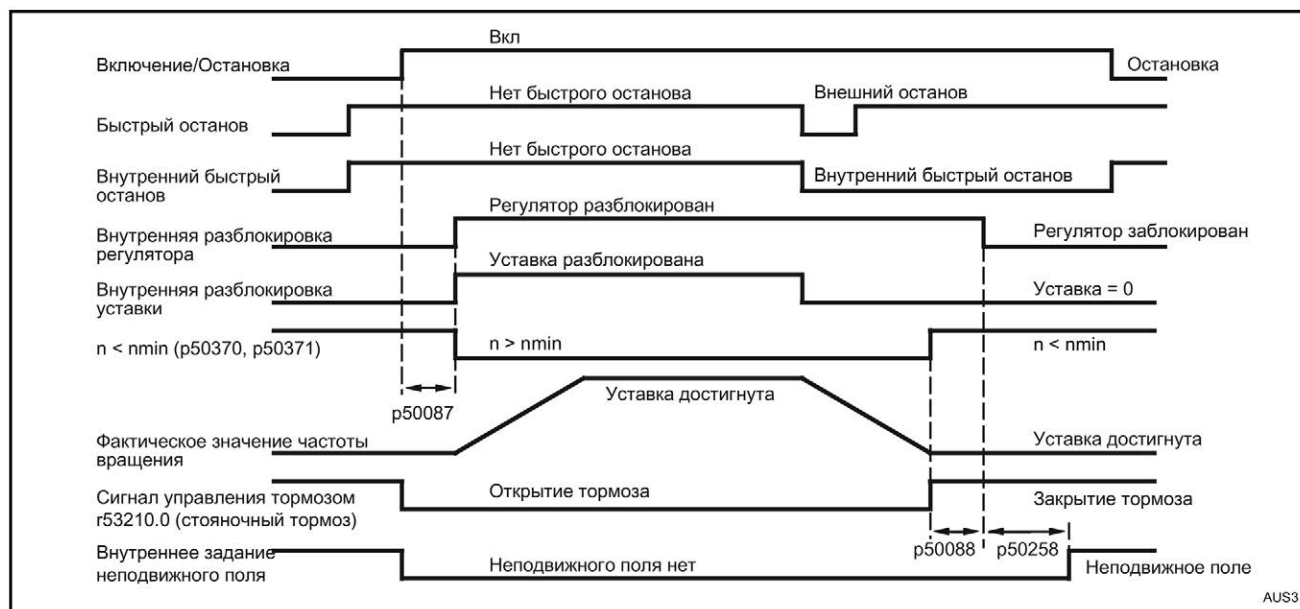 Вкл
Включение/Остановка
Остановка
Нет быстрого останова
Внешний останов
Быстрый останов
Нет быстрого останова
Внутренний быстрый
останов
Внутренний быстрый останов
Регулятор разблокирован
Внутренняя разблокировка
регулятора
Регулятор заблокирован
Уставка разблокирована
Внутренняя разблокировка
уставки
Уставка = 0
n < nmin (p50370, p50371)
n > nmin
n < nmin
p50087
Уставка достигнута
Фактическое значение частоты
вращения
Уставка достигнута
Сигнал управления тормозом
r53210.0 (стояночный тормоз)
Открытие тормоза
Закрытие тормоза
p50088
p50258
Внутреннее задание
неподвижного поля
Неподвижного поля нет
Неподвижное поле
AUS3